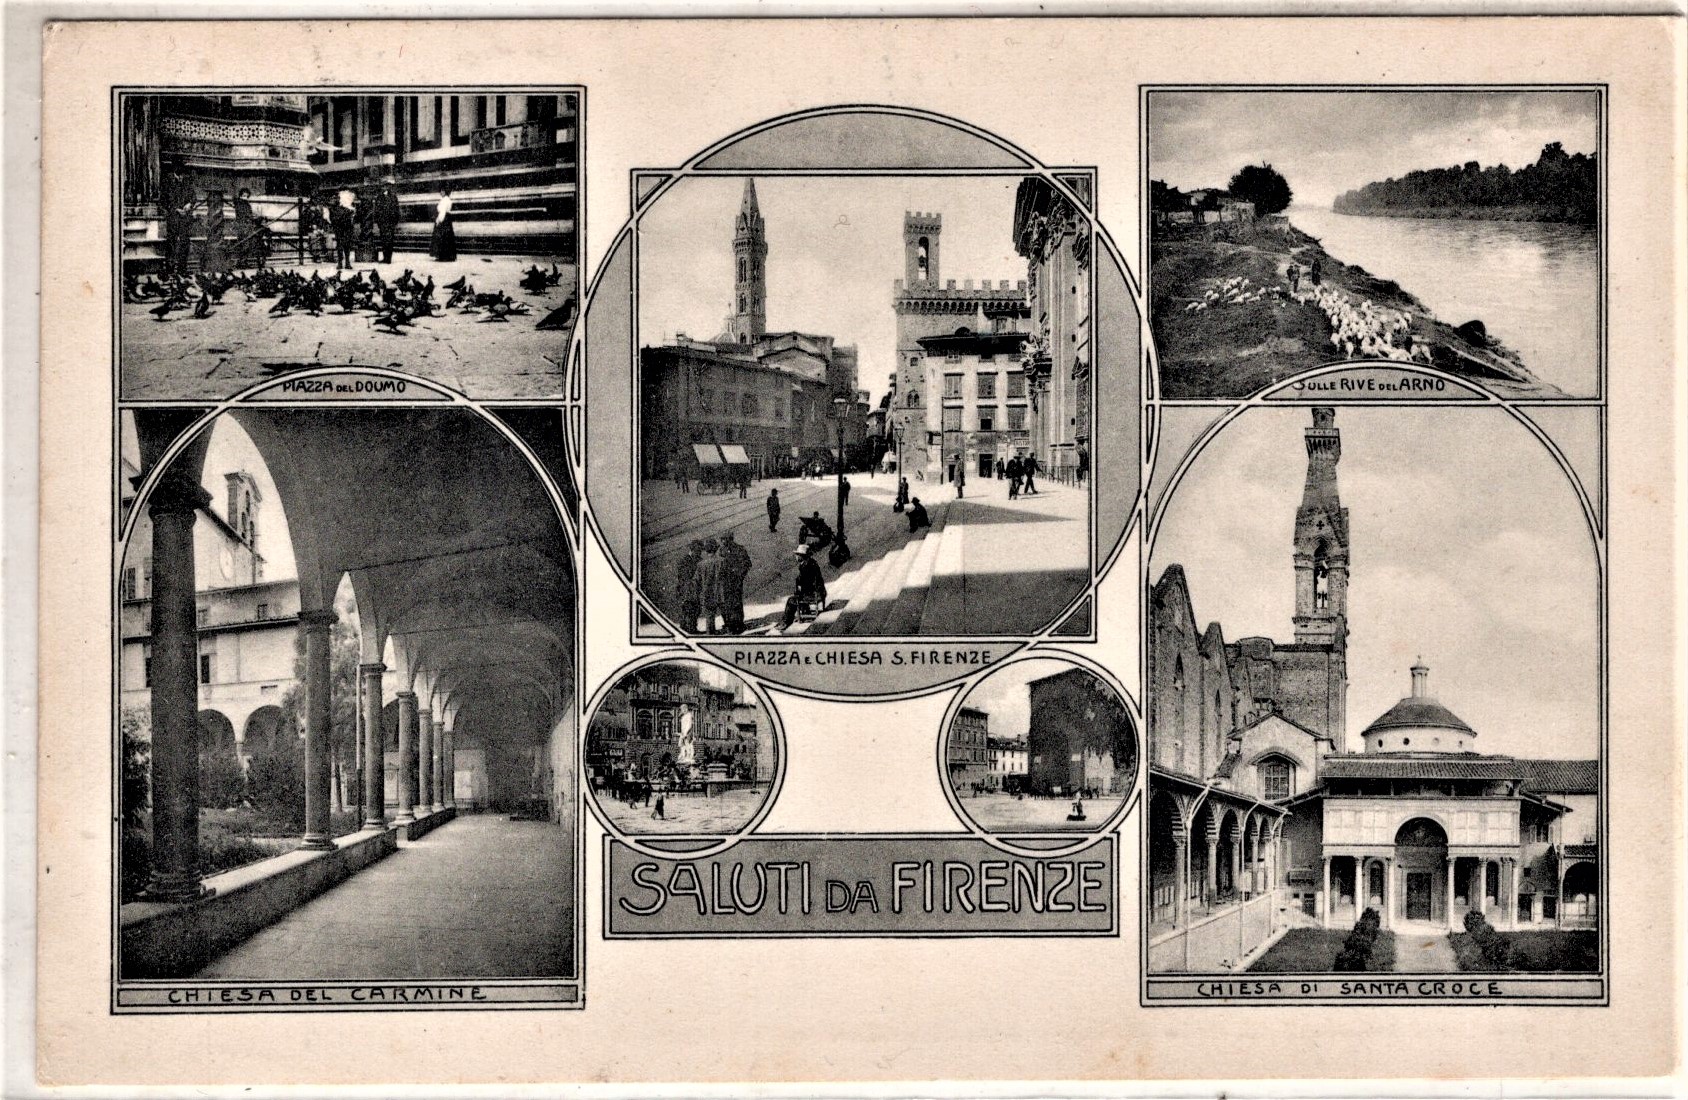 PIAZZA DEL DOUMO
SULLE RIVE DEL ARNO
PIAZZA E CHIESA S. FIRENZE
SALUTI DA FIRENZE
CHIESA DEL CARMINE
CHIESA DI SANTA CROCE